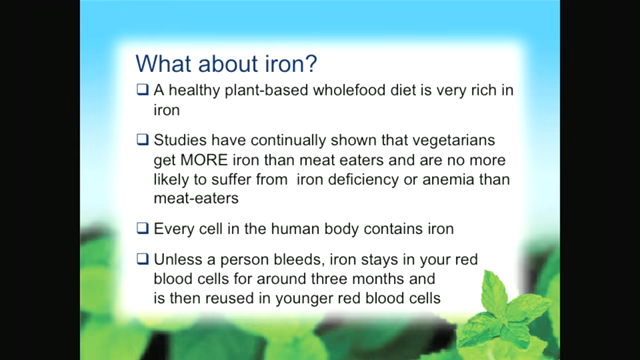 What about iron?
❑ A healthy plant-based wholefood diet is very rich in
iron
❑ Studies have continually shown that vegetarians
get MORE iron than meat eaters and are no more
likely to suffer from  iron deficiency or anemia than
meat-eaters
❑ Every cell in the human body contains iron
❑ Unless a person bleeds, iron stays in your red
blood cells for around three months and
is then reused in younger red blood cells